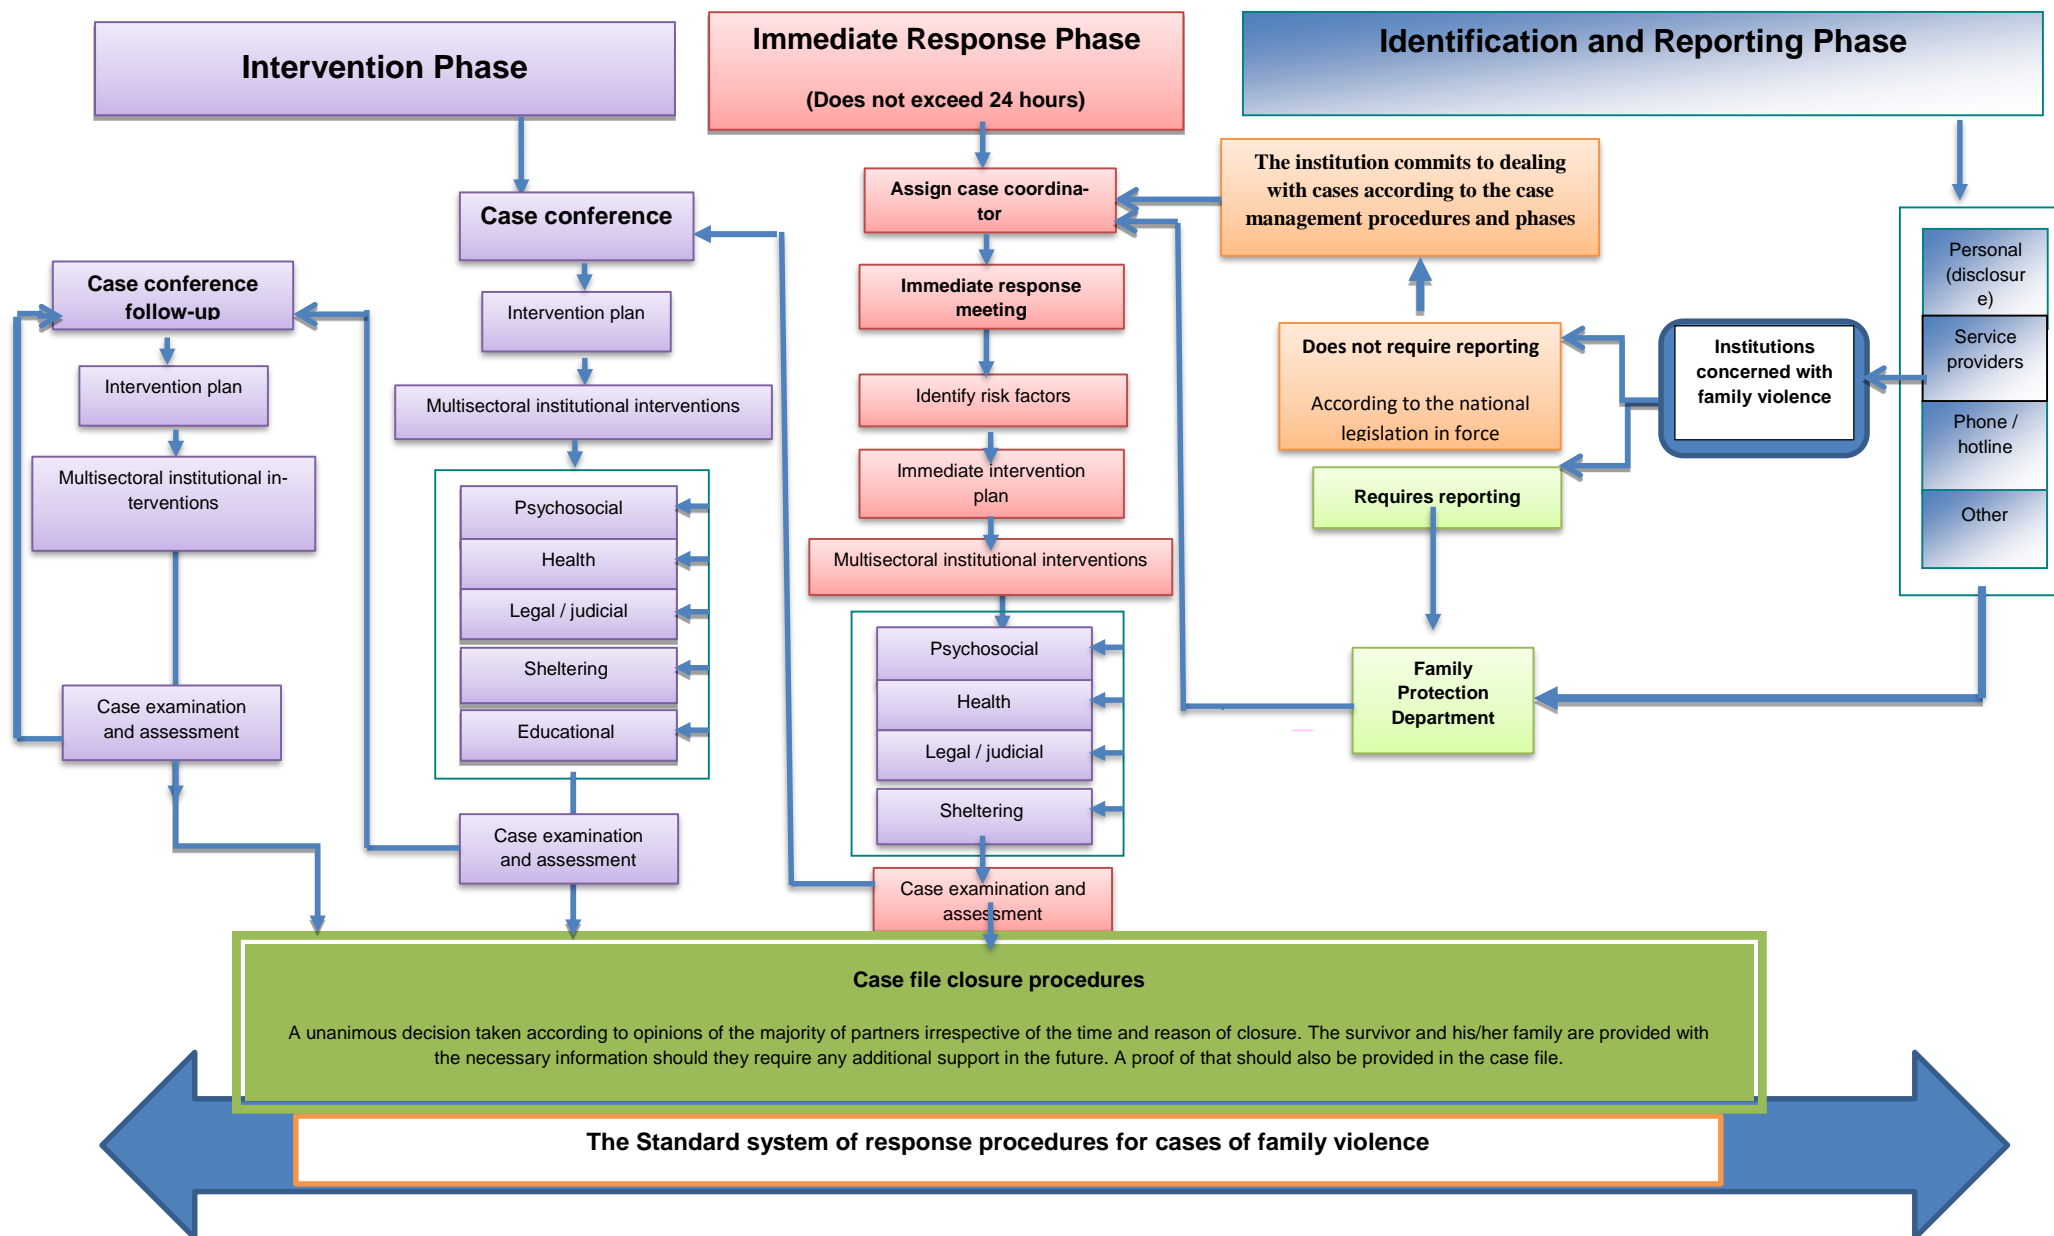 Intervention Phase
Immediate Response Phase
(Does not exceed 24 hours)
Identification and Reporting Phase
Case conference
follow-up
Intervention plan
Multisectoral institutional in-
terventions
Case examination
and assessment
Case conference
Intervention plan
Multisectoral institutional interventions
Psychosocial
Health
Legal / judicial
Sheltering
Educational
Case examination
and assessment
Assign case coordina-
tor
Immediate response
meeting
Identify risk factors
Immediate intervention
plan
Multisectoral institutional interventions
Psychosocial
Health
Legal / judicial
Sheltering
Case examination and
assessment
The institution commits to dealing
with cases according to the case
management procedures and phases
Does not require reporting
According to the national
legislation in force
Requires reporting
Family
Protection
Department
Institutions
concerned with
family violence
Personal
(disclosur
e)
Service
providers
Phone /
hotline
Other
Case file closure procedures
A unanimous decision taken according to opinions of the majority of partners irrespective of the time and reason of closure. The survivor and his/her family are provided with
the necessary information should they require any additional support in the future. A proof of that should also be provided in the case file.
The Standard system of response procedures for cases of family violence